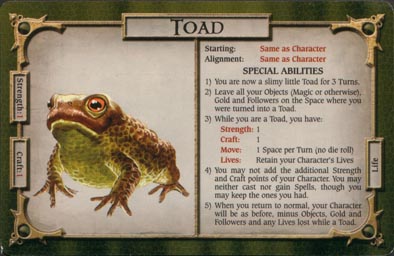 TOAD
Strength:1
Craft:1
Life
Starting: Same as Character
Alignment: Same as Character
SPECIAL ABILITIES
1) You are now a slimy little Toad for 3 Turns.
2) Leave all your Objects (Magic or otherwise),
Gold and Followers on the Space where you
were turned into a Toad.
3) While you are a Toad, you have:
Strength: 1
Craft: 1
Move: 1 Space per Turn (no die roll)
Lives: Retain your Character's Lives
4) You may not add the additional Strength
and Craft points of your Character. You may
neither cast nor gain Spells, though you
may keep the ones you had.
5) When you return to normal, your Character
will be as before, minus Objects, Gold and
Followers and any Lives lost while a Toad.